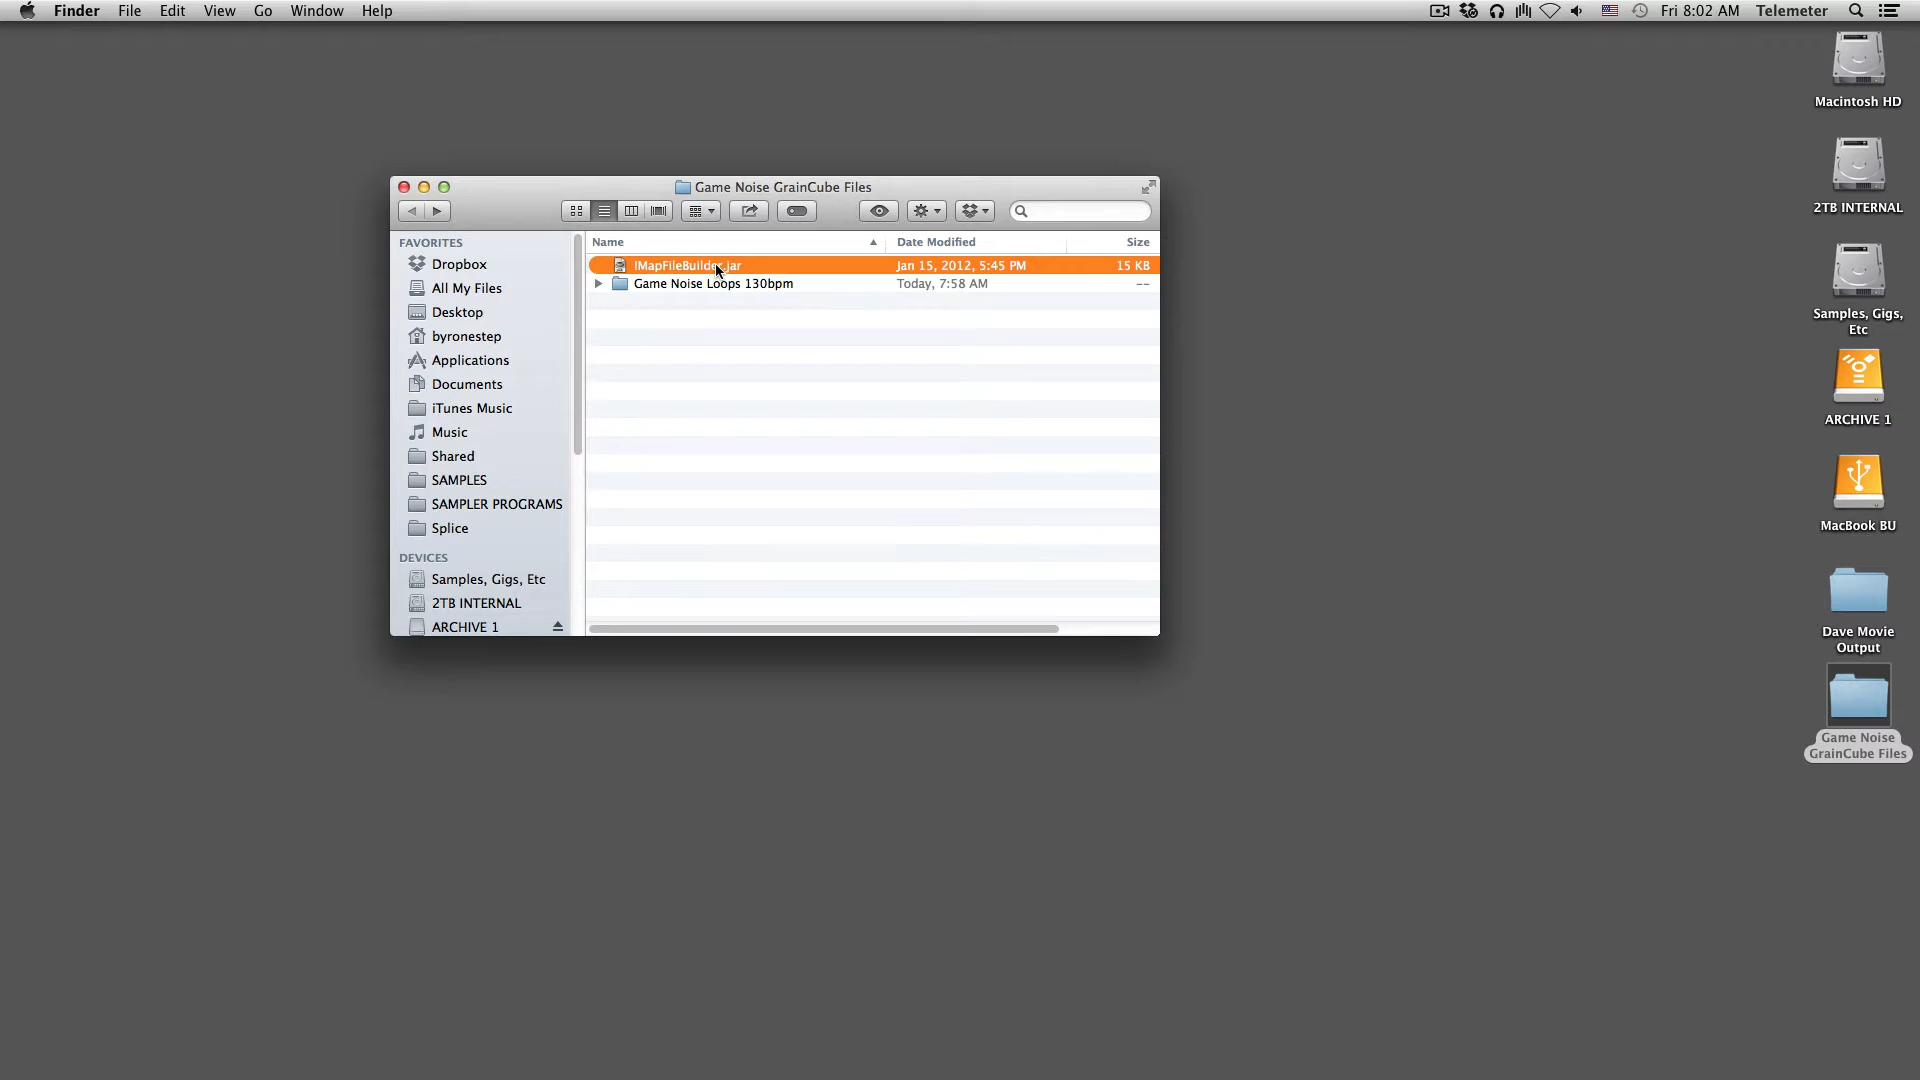 Finder File Edit View Go Window Help Fri 8:02 AM Telemeter
Macintosh HD
2TB INTERNAL
Samples, Gigs,
Etc
ARCHIVE 1
MacBook BU
Dave Movie
Output
Game Noise
GrainCube Files
Game Noise GrainCube Files
FAVORITES
Dropbox
All My Files
Desktop
byronestep
Applications
Documents
iTunes Music
Music
Shared
SAMPLES
SAMPLER PROGRAMS
Splice
DEVICES
Samples, Gigs, Etc
2TB INTERNAL
ARCHIVE 1
Name Date Modified Size
!MapFileBuilder.jar Jan 15, 2012, 5:45 PM 15 KB
Game Noise Loops 130bpm Today, 7:58 AM --